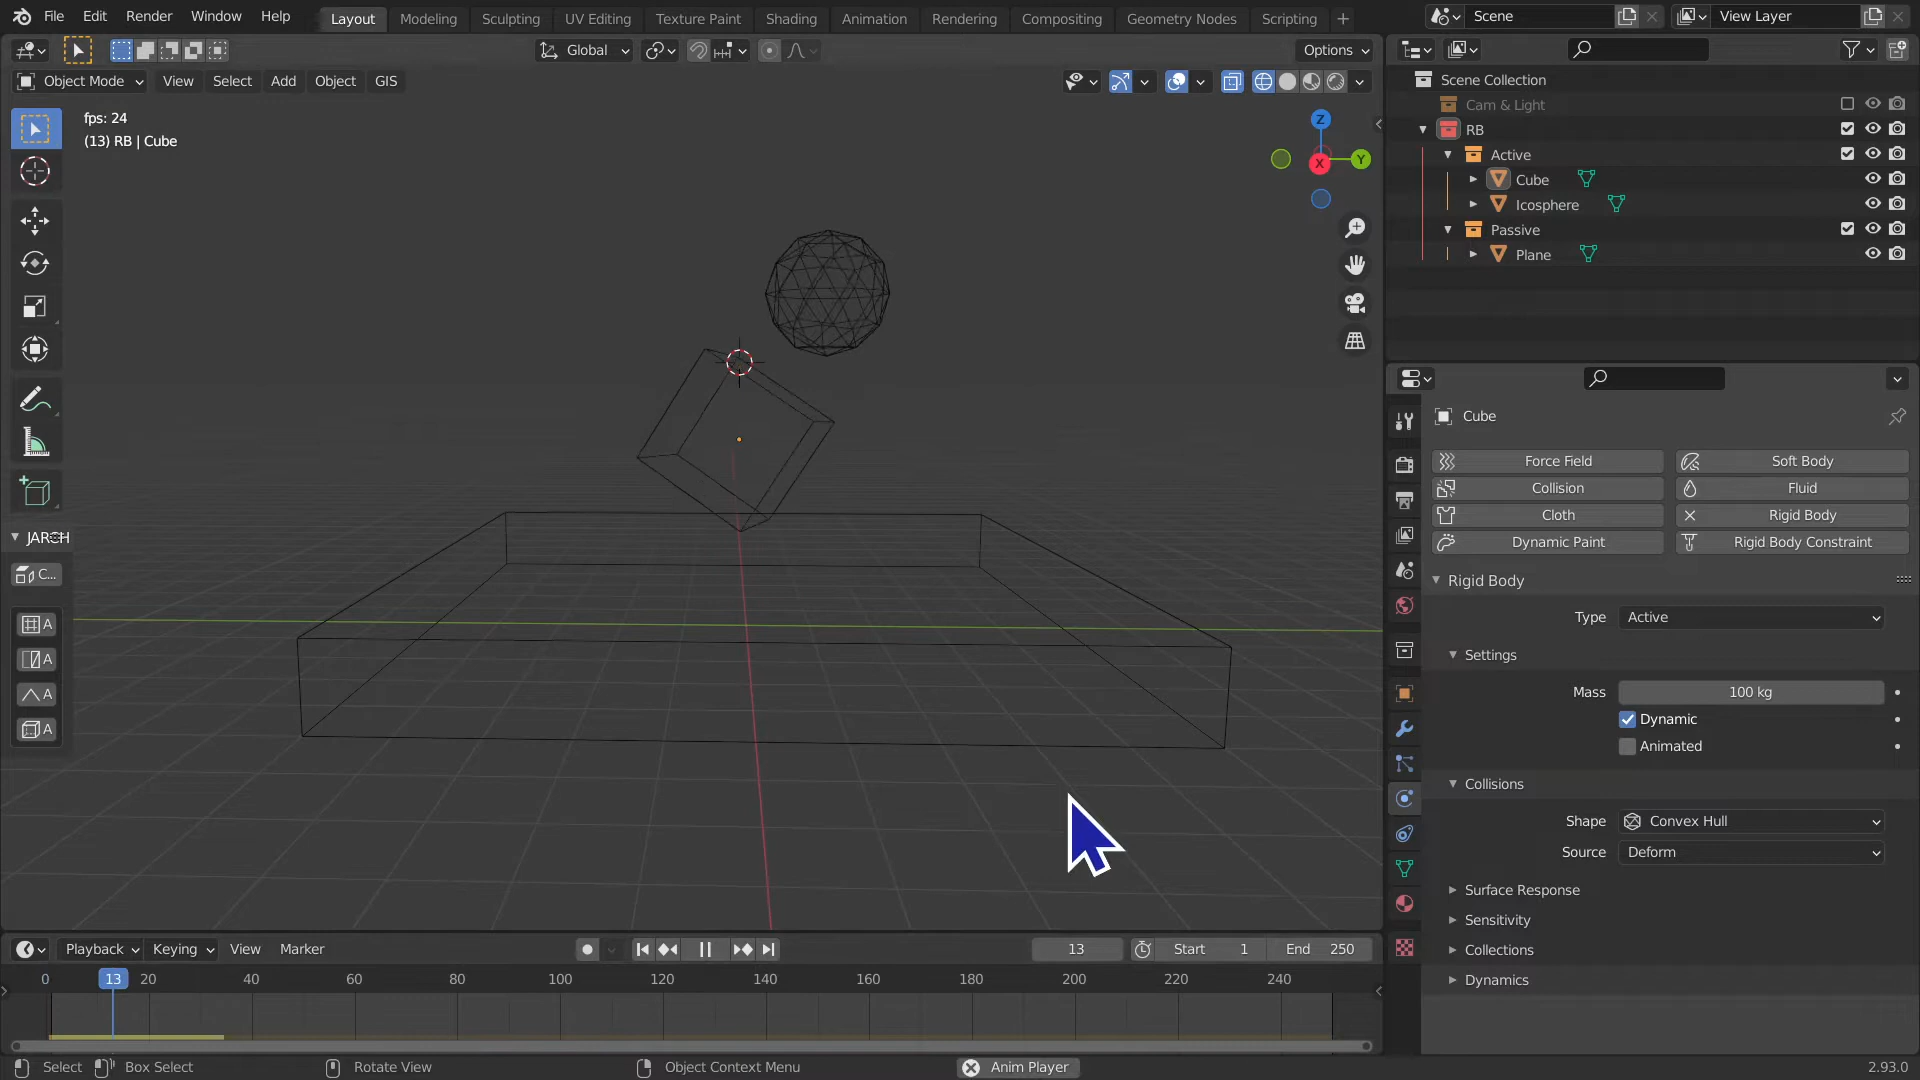 File Edit Render Window Help Layout Modeling Sculpting UV Editing Texture Paint Shading Animation Rendering Compositing Geometry Nodes Scripting + Scene View Layer
Global Options
Object Mode View Select Add Object GIS
fps: 24
(13) RB | Cube
Z
X
Y
JARCH
C...
A
A
A
A
Scene Collection
Cam & Light
RB
Active
Cube
Icosphere
Passive
Plane
Cube
Force Field Soft Body
Collision Fluid
Cloth Rigid Body
Dynamic Paint Rigid Body Constraint
Rigid Body
Type Active
Settings
Mass 100 kg
Dynamic
Animated
Collisions
Shape Convex Hull
Source Deform
Surface Response
Sensitivity
Collections
Dynamics
Playback Keying View Marker 13 Start 1 End 250
0 13 20 40 60 80 100 120 140 160 180 200 220 240
Select Box Select Rotate View Object Context Menu Anim Player 2.93.0